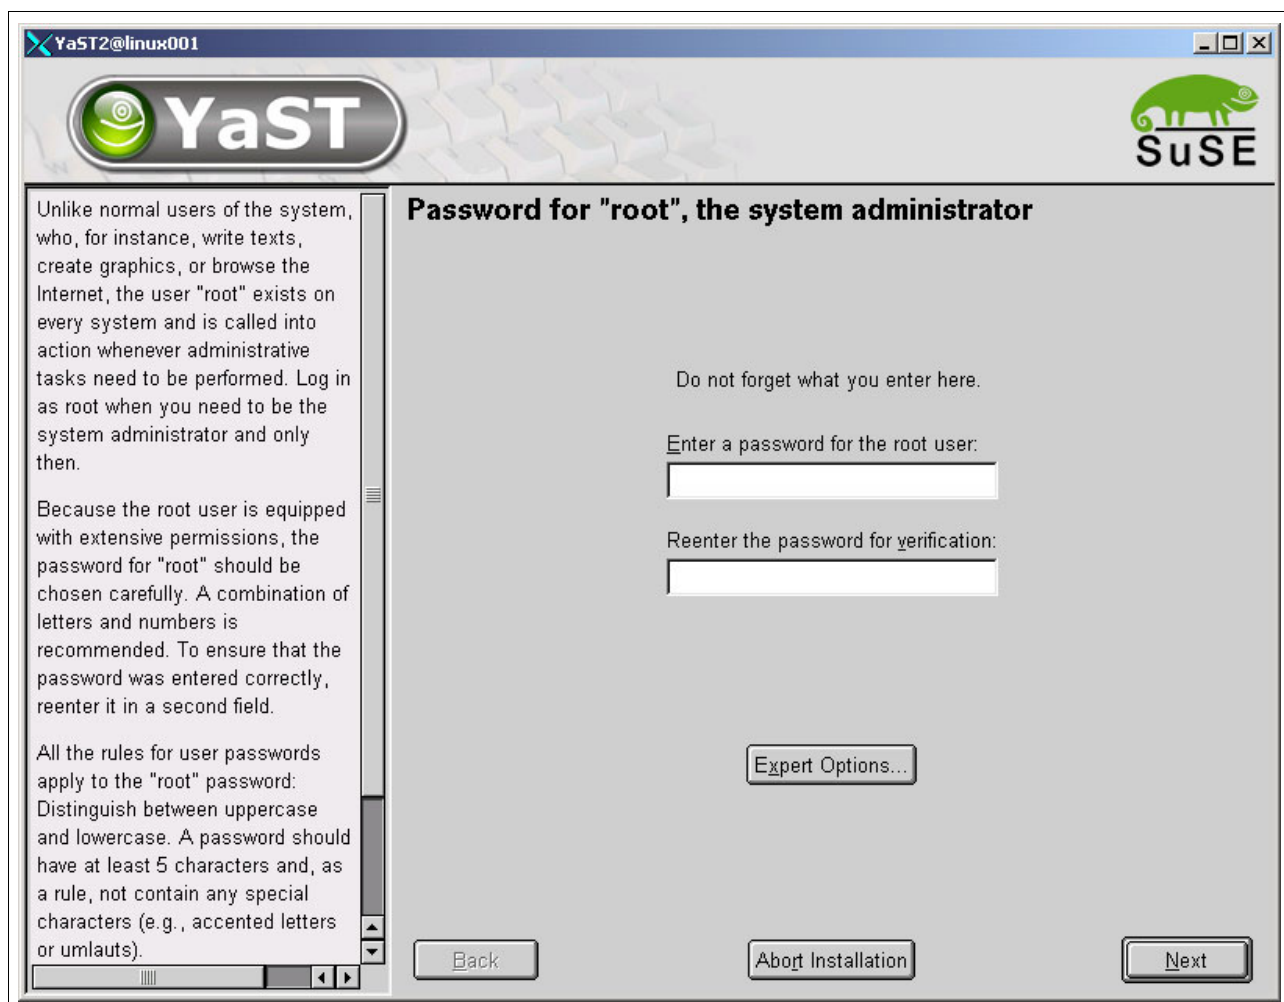 YaST2@linux001
YaST
SuSE
Unlike normal users of the system,
who, for instance, write texts,
create graphics, or browse the
Internet, the user "root" exists on
every system and is called into
action whenever administrative
tasks need to be performed. Log in
as root when you need to be the
system administrator and only
then.
Because the root user is equipped
with extensive permissions, the
password for "root" should be
chosen carefully. A combination of
letters and numbers is
recommended. To ensure that the
password was entered correctly,
reenter it in a second field.
All the rules for user passwords
apply to the "root" password:
Distinguish between uppercase
and lowercase. A password should
have at least 5 characters and, as
a rule, not contain any special
characters (e.g., accented letters
or umlauts).
Password for "root", the system administrator
Do not forget what you enter here.
Enter a password for the root user:
Reenter the password for verification:
Expert Options...
Back
Abort Installation
Next